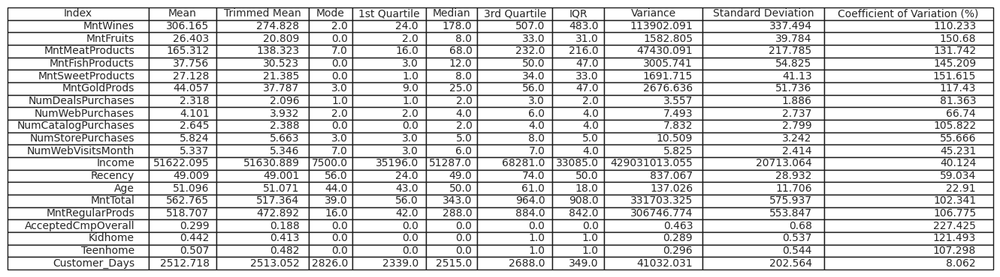 Index Mean Trimmed Mean Mode 1st Quartile Median 3rd Quartile IQR Variance Standard Deviation Coefficient of Variation (%)
MntWines 306.165 274.828 2.0 24.0 178.0 507.0 483.0 113902.091 337.494 110.233
MntFruits 26.403 20.809 0.0 2.0 8.0 33.0 31.0 1582.805 39.784 150.68
MntMeatProducts 165.312 138.323 7.0 16.0 68.0 232.0 216.0 47430.091 217.785 131.742
MntFishProducts 37.756 30.523 0.0 3.0 12.0 50.0 47.0 3005.741 54.825 145.209
MntSweetProducts 27.128 21.385 0.0 1.0 8.0 34.0 33.0 1691.715 41.13 151.615
MntGoldProds 44.057 37.787 3.0 9.0 25.0 56.0 47.0 2676.636 51.736 117.43
NumDealsPurchases 2.318 2.096 1.0 1.0 2.0 3.0 2.0 3.557 1.886 81.363
NumWebPurchases 4.101 3.932 2.0 2.0 4.0 6.0 4.0 7.493 2.737 66.74
NumCatalogPurchases 2.645 2.388 0.0 0.0 2.0 4.0 4.0 7.832 2.799 105.822
NumStorePurchases 5.824 5.663 3.0 3.0 5.0 8.0 5.0 10.509 3.242 55.666
NumWebVisitsMonth 5.337 5.346 7.0 3.0 6.0 7.0 4.0 5.825 2.414 45.231
Income 51622.095 51630.889 7500.0 35196.0 51287.0 68281.0 33085.0 429031013.055 20713.064 40.124
Recency 49.009 49.001 56.0 24.0 49.0 74.0 50.0 837.067 28.932 59.034
Age 51.096 51.071 44.0 43.0 50.0 61.0 18.0 137.026 11.706 22.91
MntTotal 562.765 517.364 39.0 56.0 343.0 964.0 908.0 331703.325 575.937 102.341
MntRegularProds 518.707 472.892 16.0 42.0 288.0 884.0 842.0 306746.774 553.847 106.775
AcceptedCmpOverall 0.299 0.188 0.0 0.0 0.0 0.0 0.0 0.463 0.68 227.425
Kidhome 0.442 0.413 0.0 0.0 0.0 1.0 1.0 0.289 0.537 121.493
Teenhome 0.507 0.482 0.0 0.0 0.0 1.0 1.0 0.296 0.544 107.298
Customer_Days 2512.718 2513.052 2826.0 2339.0 2515.0 2688.0 349.0 41032.031 202.564 8.062